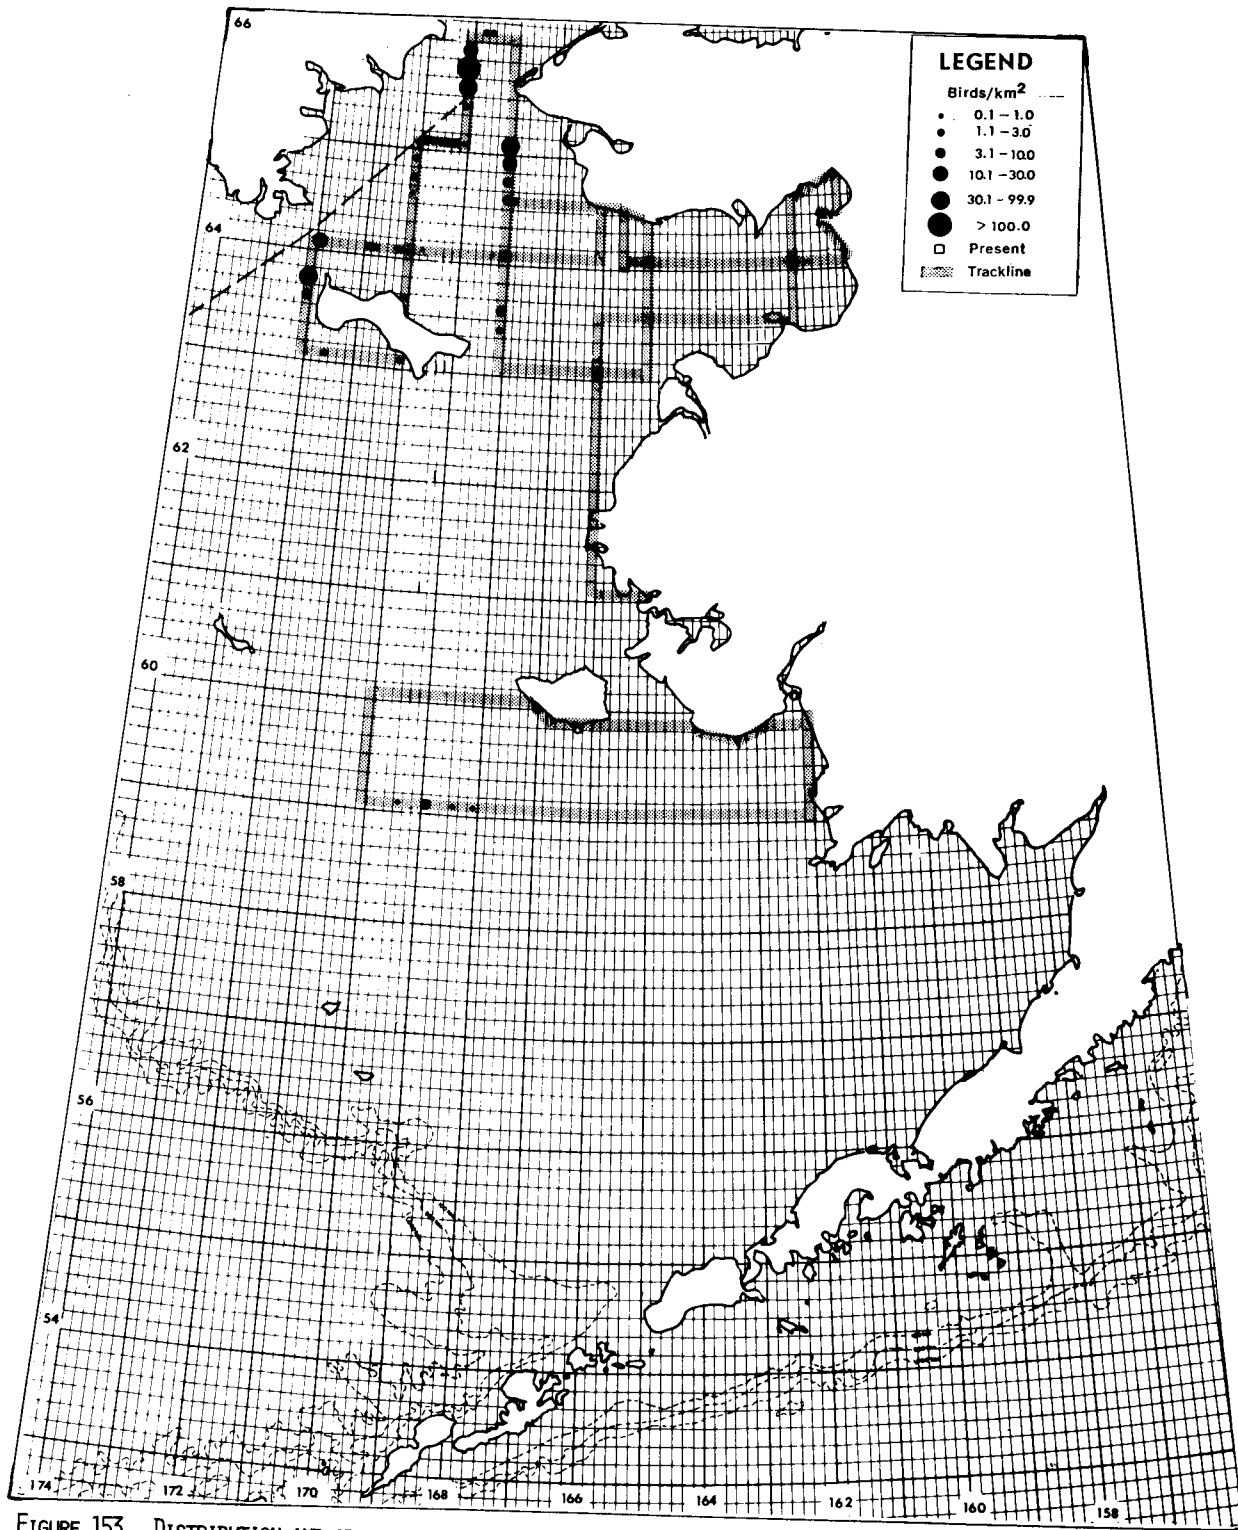 66
LEGEND
Birds/km²
0.1 – 1.0
1.1 – 3.0
3.1 – 10.0
10.1 – 30.0
30.1 – 99.9
> 100.0
Present
Trackline
64
62
60
58
56
54
174 172 170 168 166 164 162 160 158
FIGURE 153 DISTRIBUTION